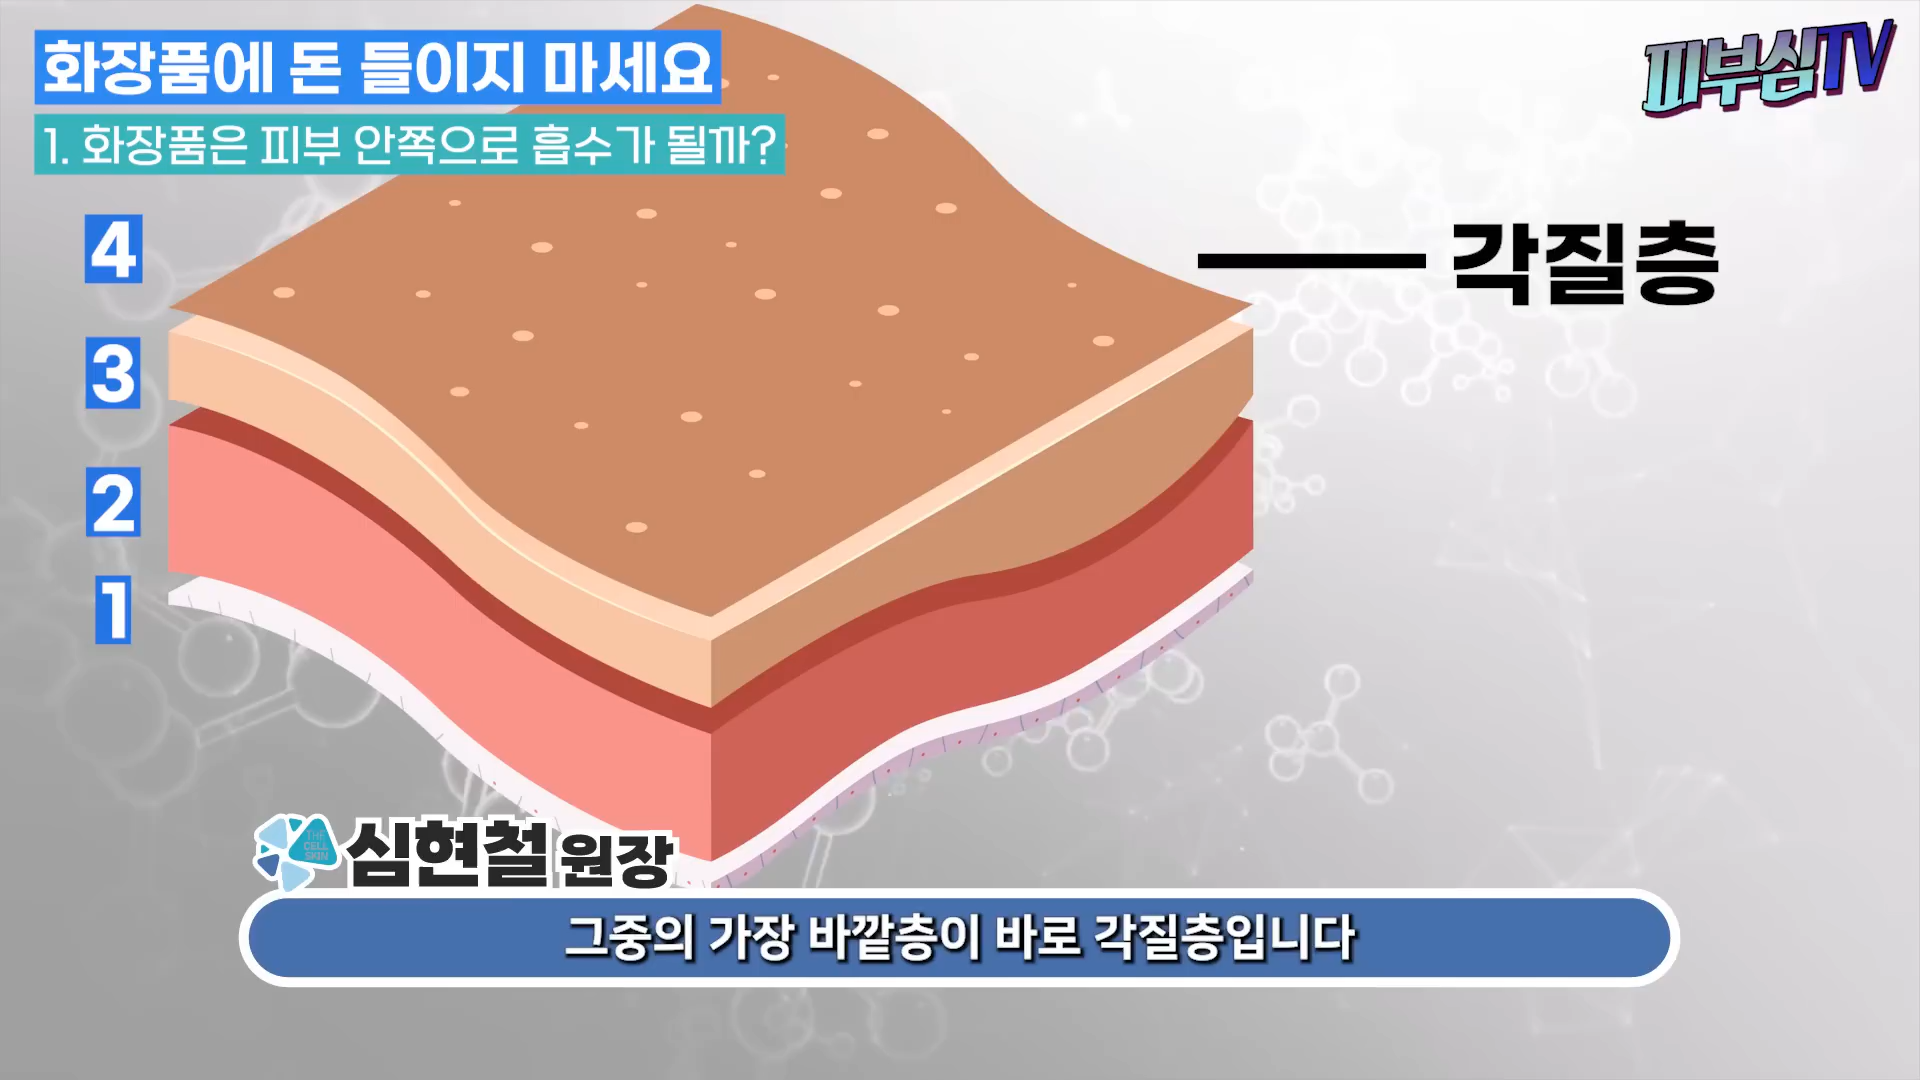 화장품에 돈 들이지 마세요
피부심TV
1. 화장품은 피부 안쪽으로 흡수가 될까?
4
각질층
3
2
1
THE
CELL
SKIN
심현철 원장
그중의 가장 바깥층이 바로 각질층입니다